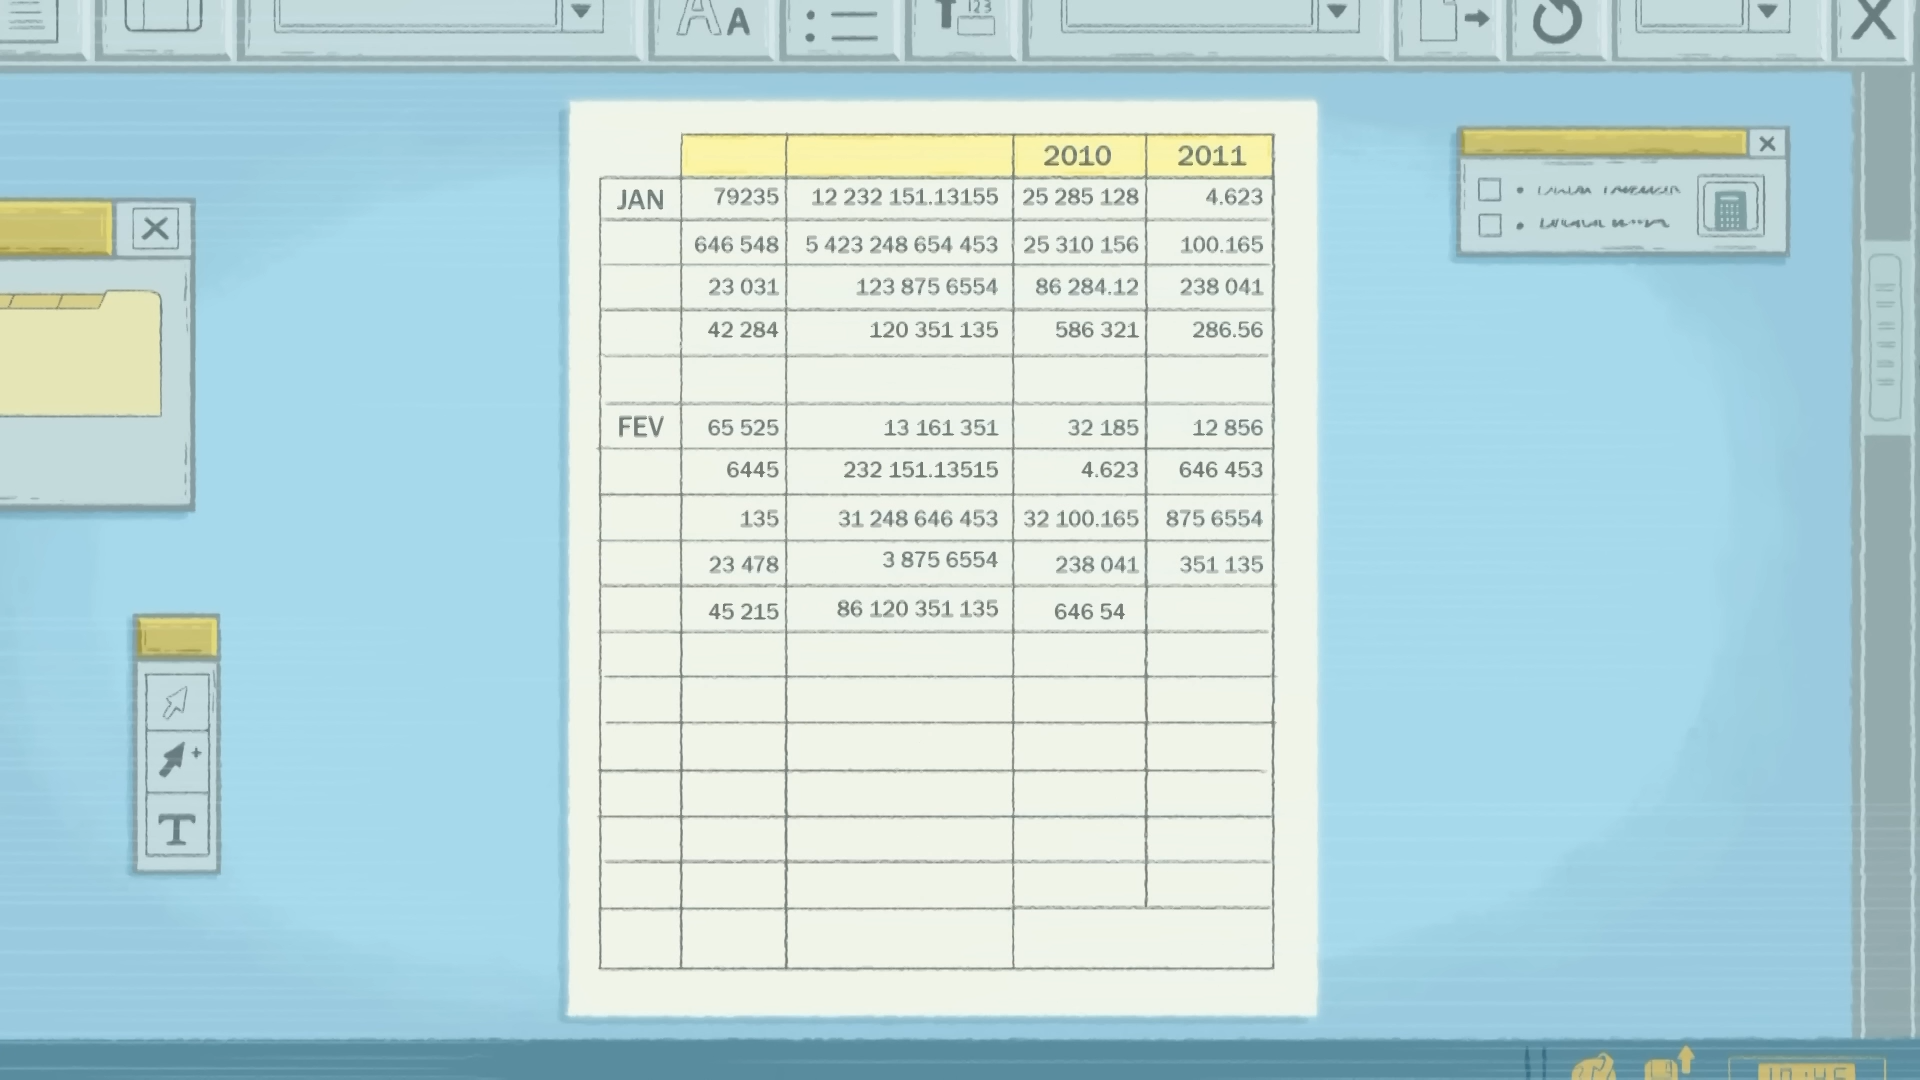 A A
T 123
X
2010 2011
JAN 79235 12 232 151.13155 25 285 128 4.623
646 548 5 423 248 654 453 25 310 156 100.165
23 031 123 875 6554 86 284.12 238 041
42 284 120 351 135 586 321 286.56
FEV 65 525 13 161 351 32 185 12 856
6445 232 151.13515 4.623 646 453
135 31 248 646 453 32 100.165 875 6554
23 478 3 875 6554 238 041 351 135
45 215 86 120 351 135 646 54
T